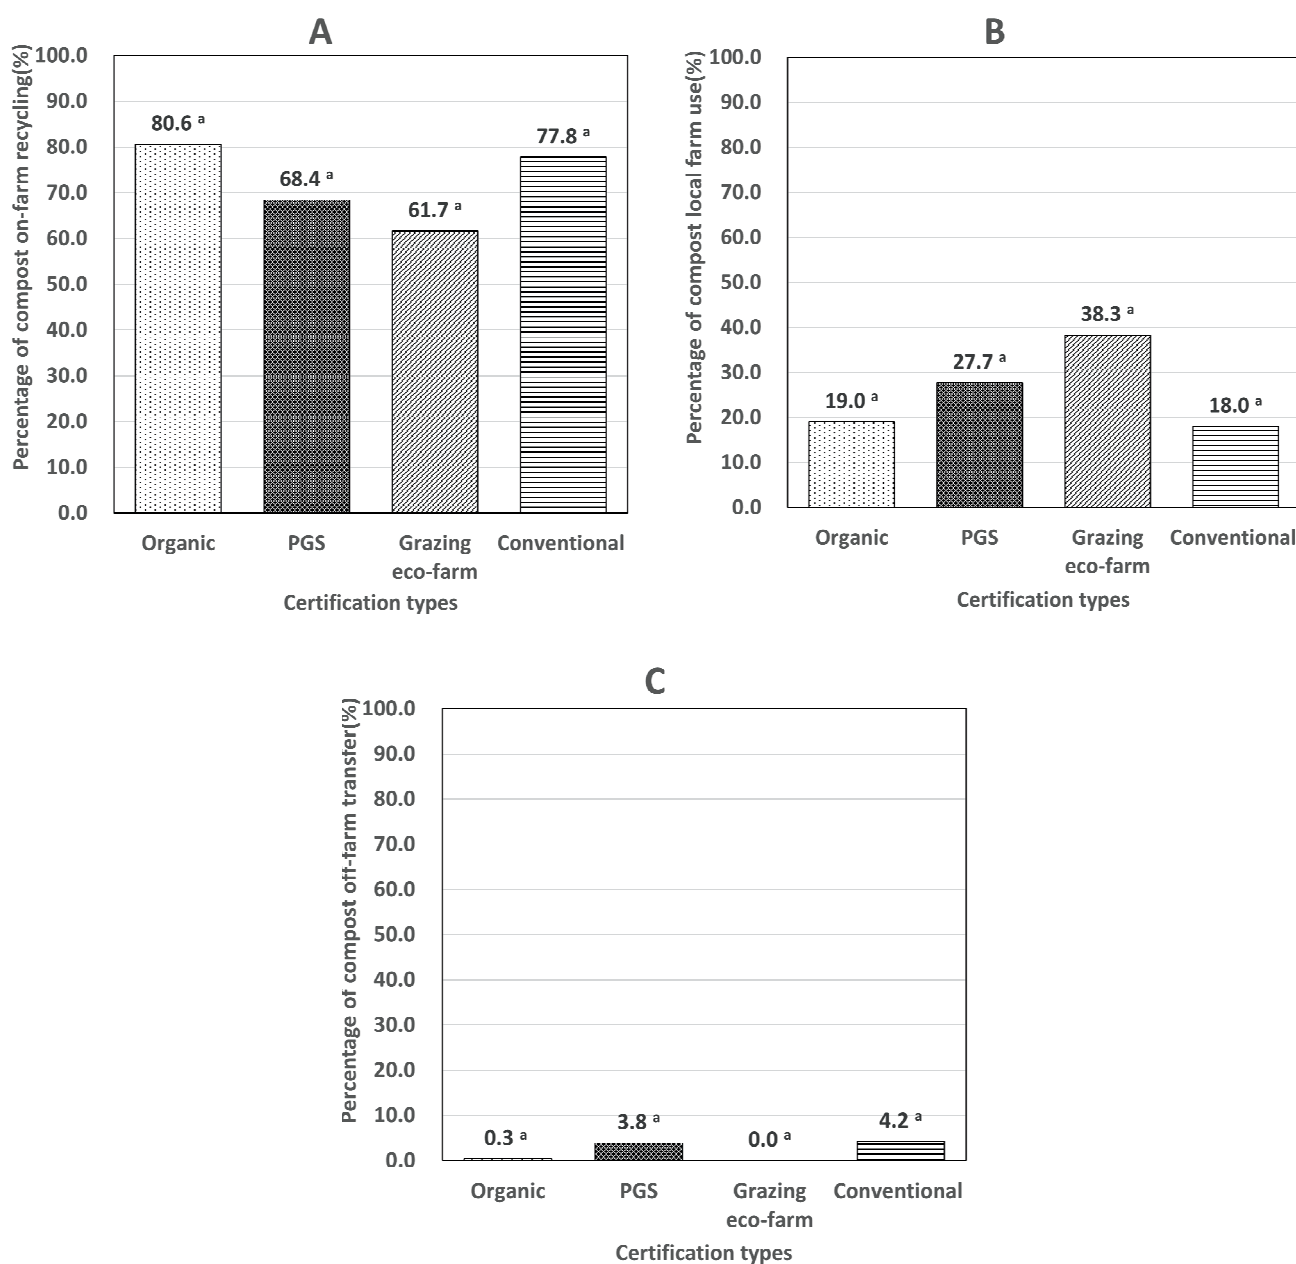 A
Percentage of compost on-farm recycling(%)
100.0
90.0
80.0
70.0
60.0
50.0
40.0
30.0
20.0
10.0
0.0
80.6 a
68.4 a
61.7 a
77.8 a
Organic
PGS
Grazing
eco-farm
Conventional
Certification types
B
Percentage of compost local farm use(%)
100.0
90.0
80.0
70.0
60.0
50.0
40.0
30.0
20.0
10.0
0.0
19.0 a
27.7 a
38.3 a
18.0 a
Organic
PGS
Grazing
eco-farm
Conventional
Certification types
C
Percentage of compost off-farm transfer(%)
100.0
90.0
80.0
70.0
60.0
50.0
40.0
30.0
20.0
10.0
0.0
0.3 a
3.8 a
0.0 a
4.2 a
Organic
PGS
Grazing
eco-farm
Conventional
Certification types